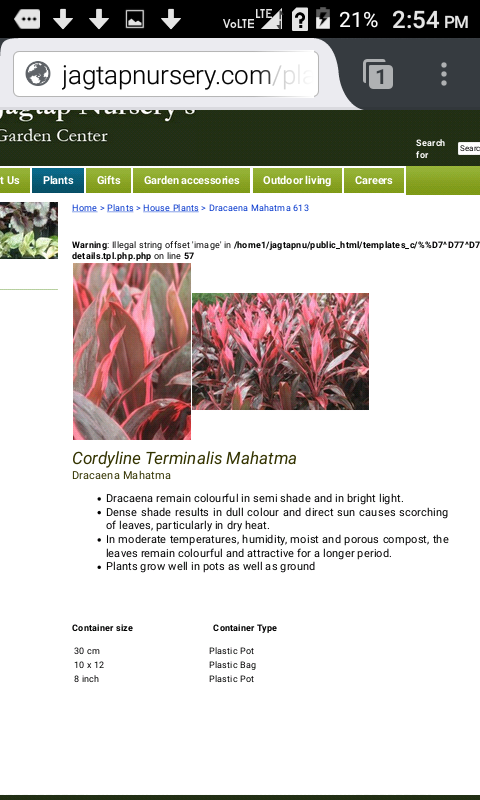 VoLTE LTE 21% 2:54 PM
jagtapnursery.com/pla 1
Jagtap Nursery's
Garden Center
Search
for
Searc
t Us Plants Gifts Garden accessories Outdoor living Careers
Home > Plants > House Plants > Dracaena Mahatma 613
Warning: Illegal string offset 'image' in /home1/jagtapnu/public_html/templates_c/%%D7^D77^D7
details.tpl.php.php on line 57
Cordyline Terminalis Mahatma
Dracaena Mahatma
• Dracaena remain colourful in semi shade and in bright light.
• Dense shade results in dull colour and direct sun causes scorching
of leaves, particularly in dry heat.
• In moderate temperatures, humidity, moist and porous compost, the
leaves remain colourful and attractive for a longer period.
• Plants grow well in pots as well as ground
Container size Container Type
30 cm Plastic Pot
10 x 12 Plastic Bag
8 inch Plastic Pot